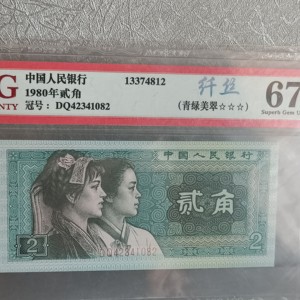 G
NTY
中国人民银行
13374812
1980年贰角
冠号：DQ42341082
纤丝
(青绿美翠☆☆☆)
67
Superb Gem U
中国人民银行
贰角
DQ42341082
2
2